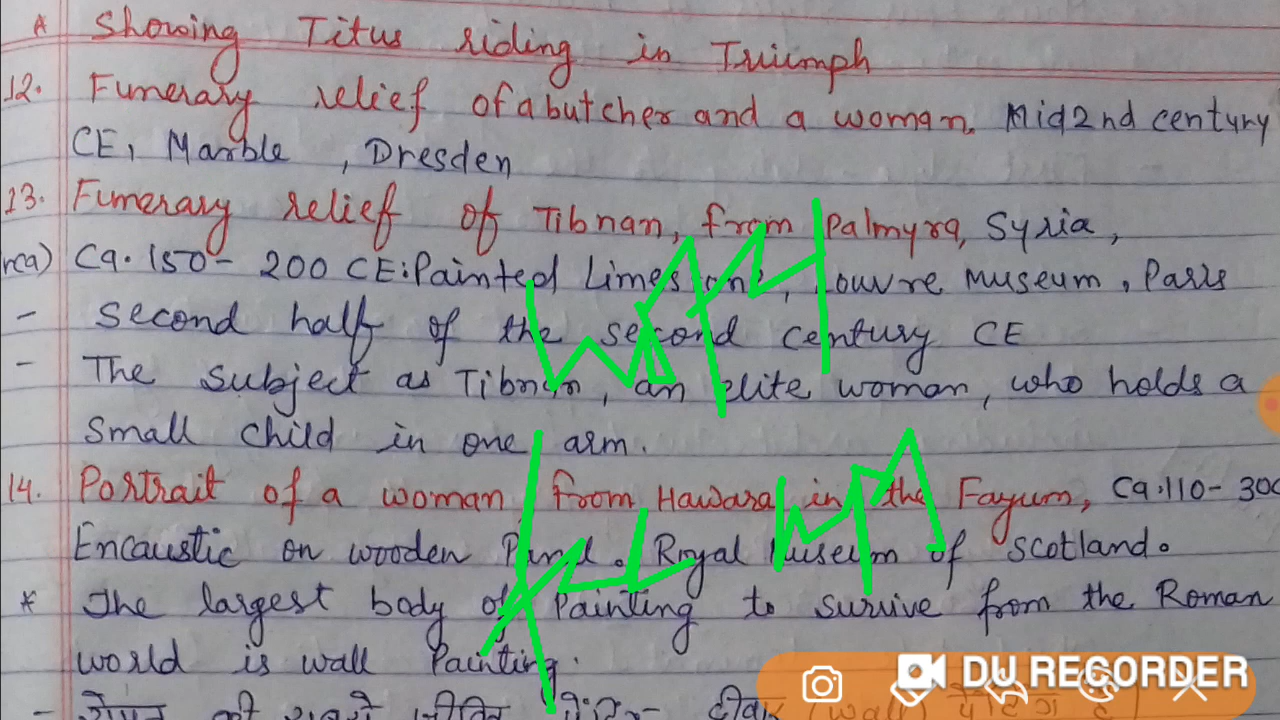 * Showing Titus riding in Triumph
12. Funerary relief of a butcher and a woman. Mid 2nd century
CE, Marble, Dresden
13. Funerary relief of Tibnan, from Palmyra, Syria,
Ca. 150- 200 CE: Painted Limestone, Louvre Museum, Paris
- Second half of the second century CE
- The subject as Tibnan, an elite woman, who holds a
small child in one arm.
14. Portrait of a woman from Hawara in the Fayum, Ca. 110- 300
Encaustic on wooden Panel. Royal Museum of Scotland.
* The largest body of Painting to survive from the Roman
world is wall Painting.
DU RECORDER